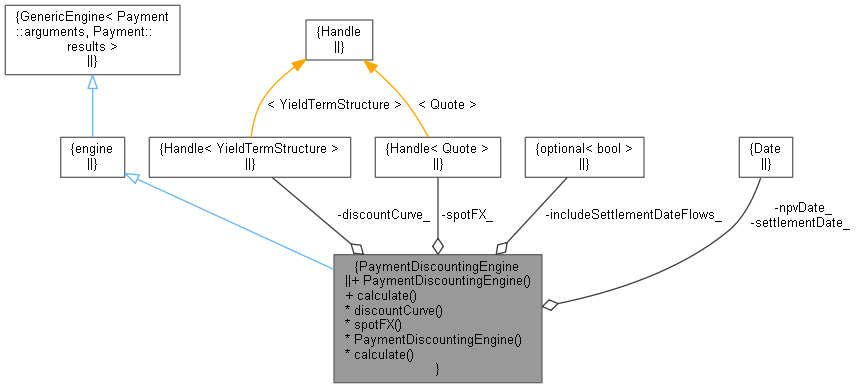 {GenericEngine< Payment
::arguments, Payment::
results >
||}
{Handle
||}
< YieldTermStructure >
< Quote >
{engine
||}
{Handle< YieldTermStructure >
||}
{Handle< Quote >
||}
{optional< bool >
||}
{Date
||}
-discountCurve_
-spotFX_
-includeSettlementDateFlows_
-npvDate_
-settlementDate_
{PaymentDiscountingEngine
||+ PaymentDiscountingEngine()
+ calculate()
* discountCurve()
* spotFX()
* PaymentDiscountingEngine()
* calculate()
}